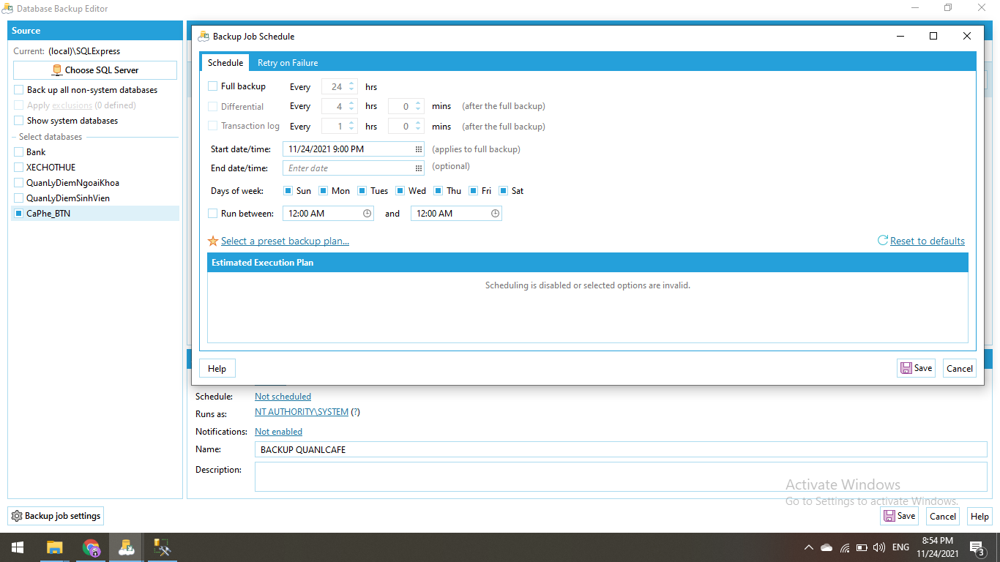 Database Backup Editor
Source
Current: (local)\SQLExpress
Choose SQL Server
Back up all non-system databases
Apply exclusions (0 defined)
Show system databases
Select databases
Bank
XECHOTHUE
QuanLyDiemNgoaiKhoa
QuanLyDiemSinhVien
CaPhe_BTN
Backup Job Schedule
Schedule Retry on Failure
Full backup Every 24 hrs
Differential Every 4 hrs 0 mins (after the full backup)
Transaction log Every 1 hrs 0 mins (after the full backup)
Start date/time: 11/24/2021 9:00 PM (applies to full backup)
End date/time: Enter date (optional)
Days of week: Sun Mon Tues Wed Thu Fri Sat
Run between: 12:00 AM and 12:00 AM
Select a preset backup plan... Reset to defaults
Estimated Execution Plan
Scheduling is disabled or selected options are invalid.
Help Save Cancel
Schedule: Not scheduled
Runs as: NT AUTHORITY\SYSTEM (?)
Notifications: Not enabled
Name: BACKUP QUANLCAFE
Description:
Activate Windows
Go to Settings to activate Windows.
Backup job settings Save Cancel Help
ENG 8:54 PM
11/24/2021 3